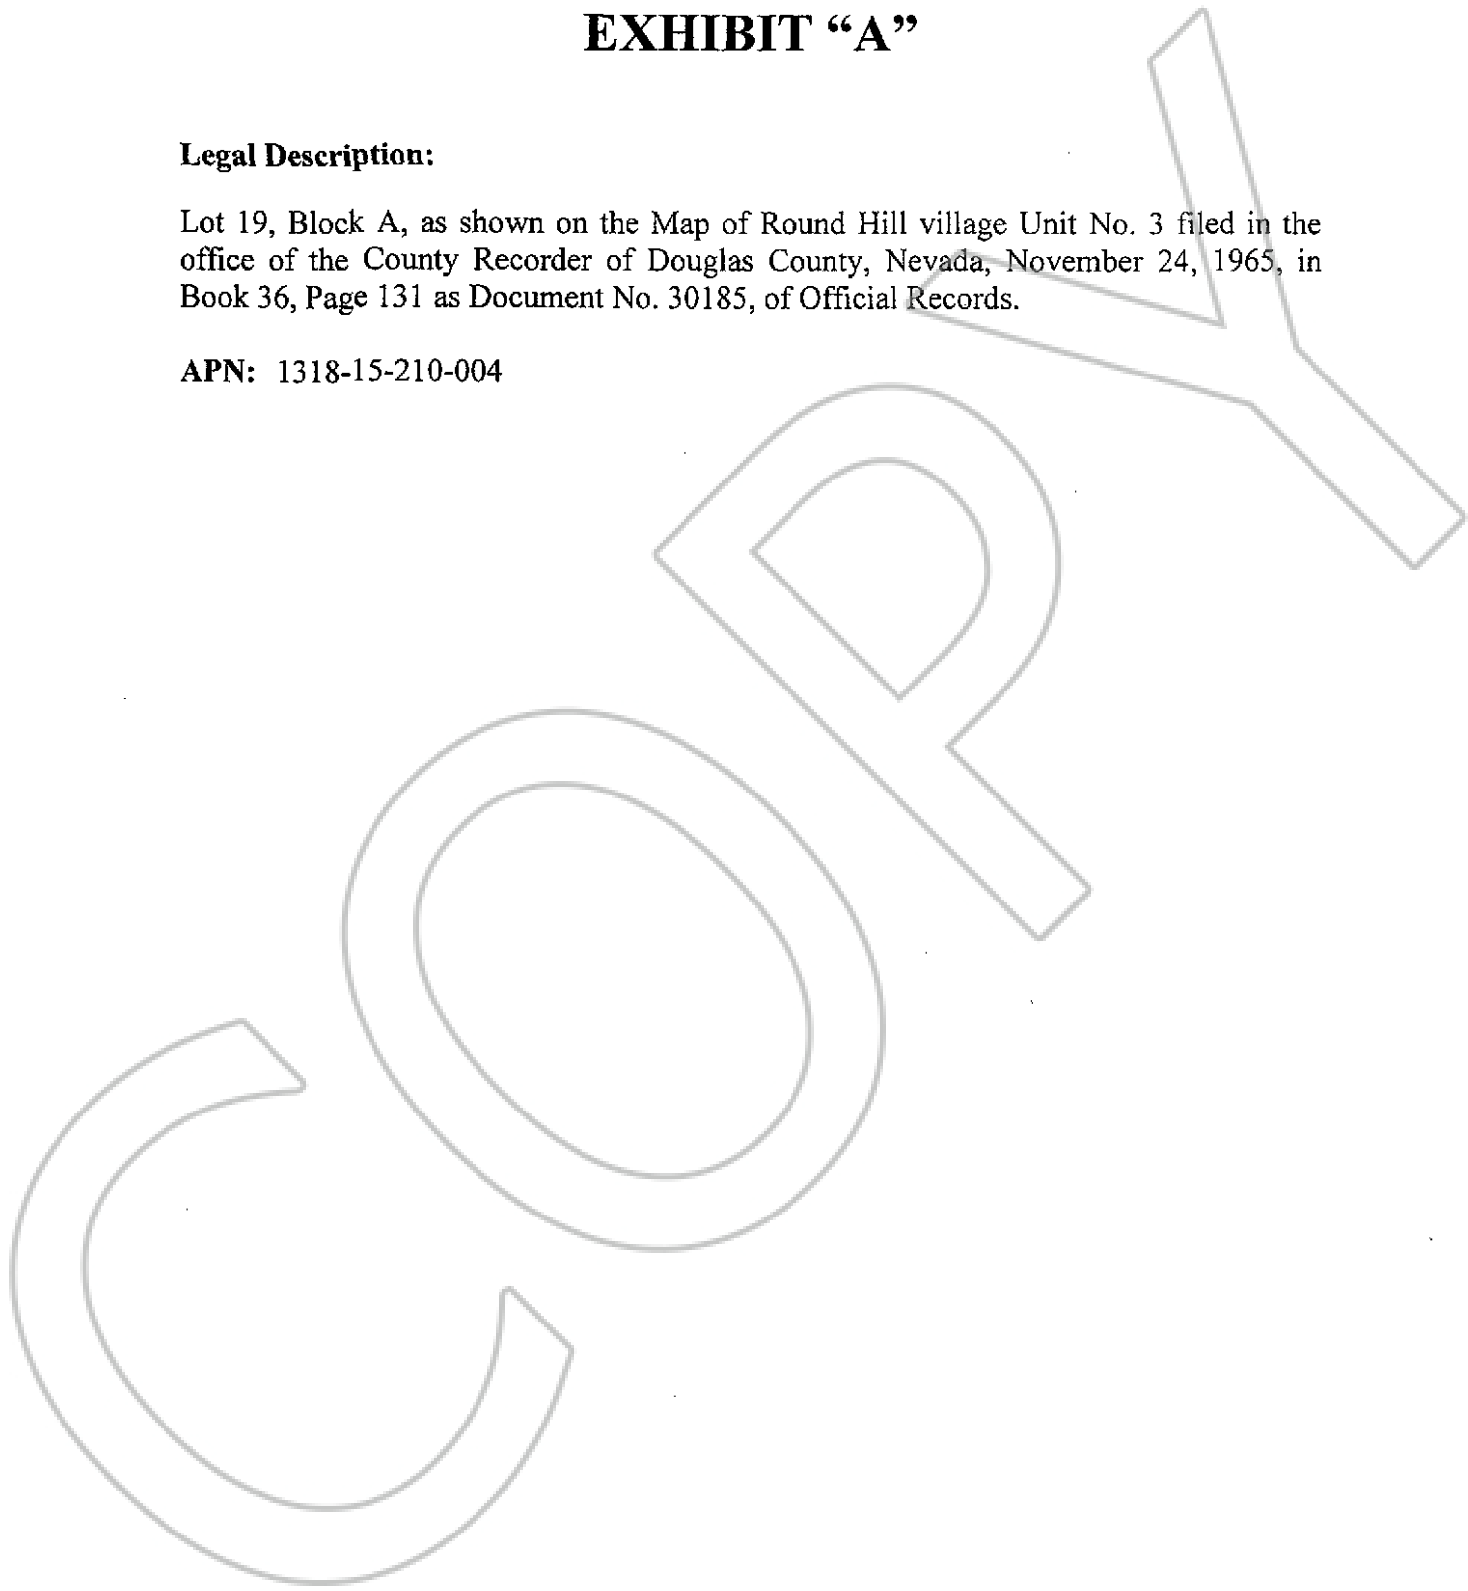 EXHIBIT “A”
Legal Description:
Lot 19, Block A, as shown on the Map of Round Hill village Unit No. 3 filed in the
office of the County Recorder of Douglas County, Nevada, November 24, 1965, in
Book 36, Page 131 as Document No. 30185, of Official Records.
APN: 1318-15-210-004
COPY